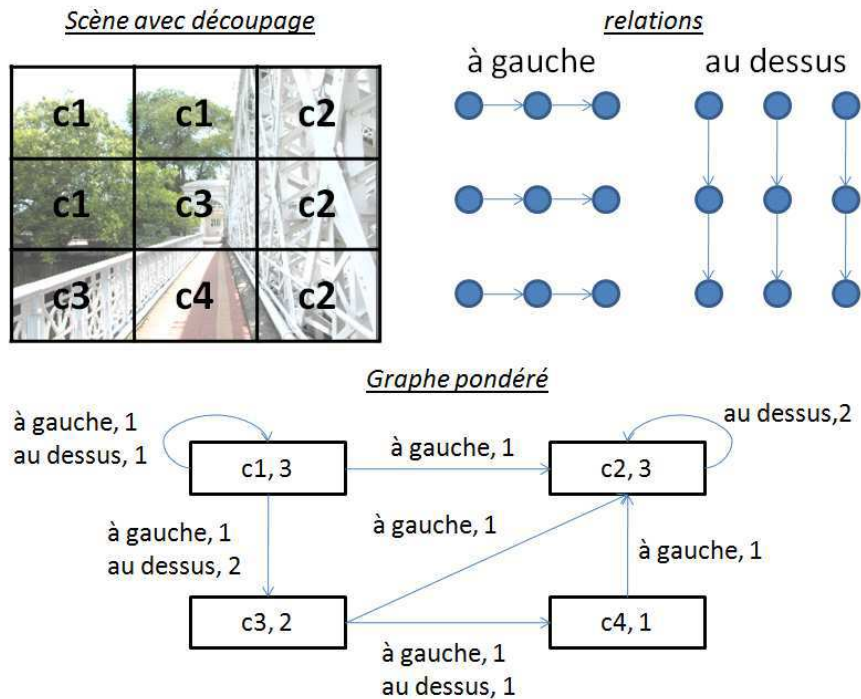 Scène avec découpage
relations
à gauche
au dessus
c1 c1 c2
c1 c3 c2
c3 c4 c2
Graphe pondéré
à gauche, 1
au dessus, 1
c1, 3
à gauche, 1
c2, 3
au dessus,2
à gauche, 1
au dessus, 2
à gauche, 1
à gauche, 1
c3, 2
c4, 1
à gauche, 1
au dessus, 1